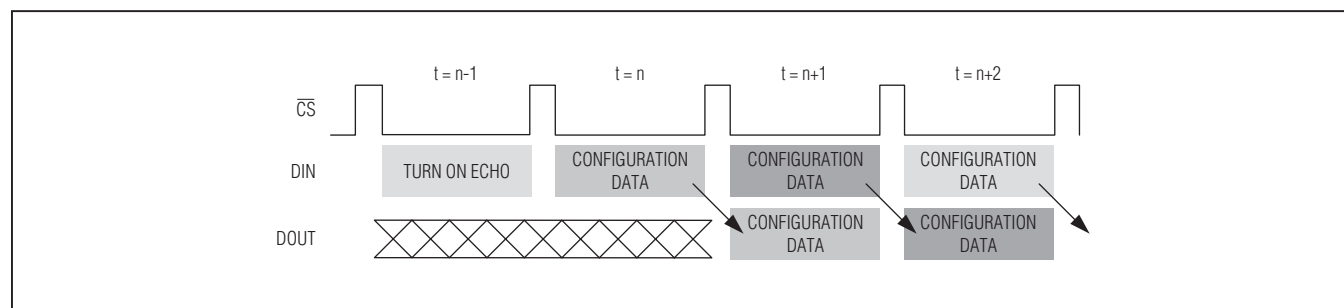 t = n-1 t = n t = n+1 t = n+2
CS
DIN TURN ON ECHO CONFIGURATION DATA CONFIGURATION DATA CONFIGURATION DATA
DOUT CONFIGURATION DATA CONFIGURATION DATA